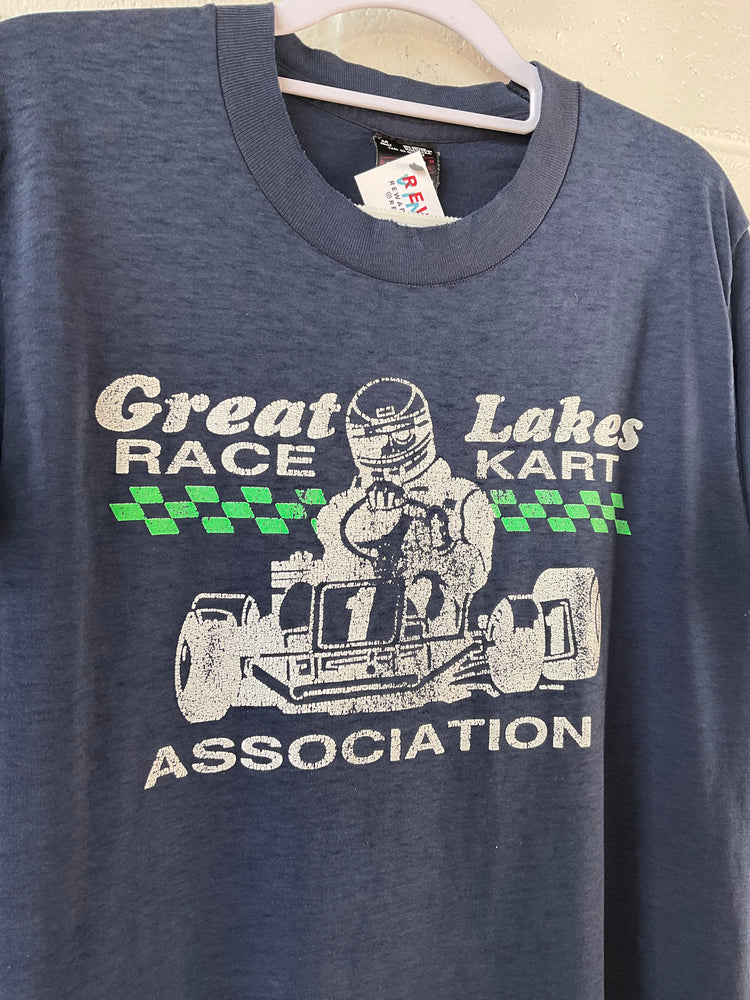 Great Lakes
RACE KART
1 1
ASSOCIATION